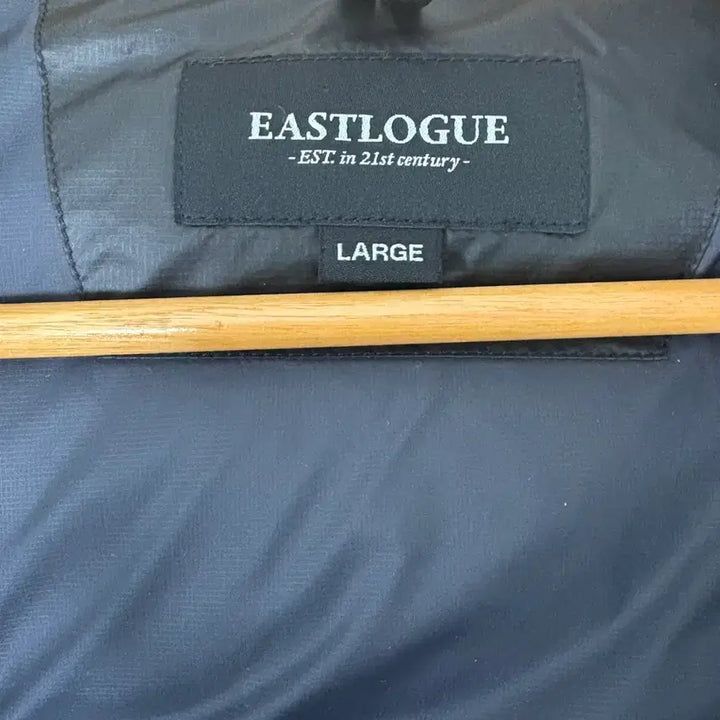 EASTLOGUE
- EST. in 21st century -
LARGE